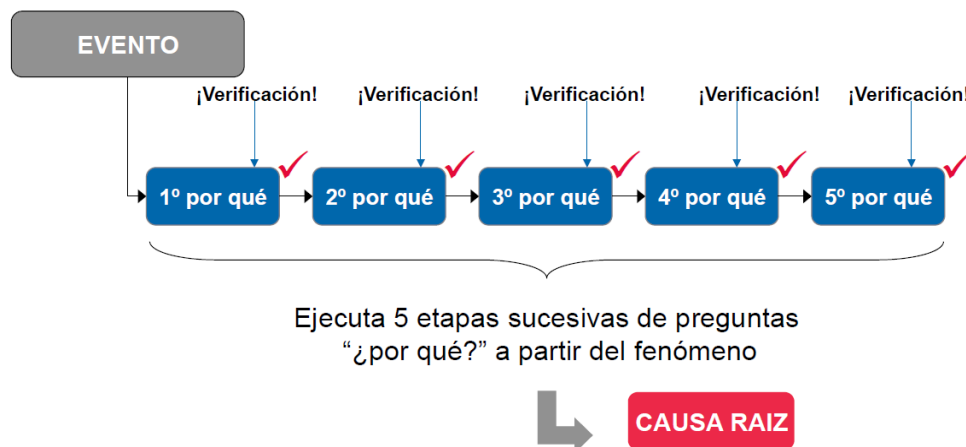 EVENTO
¡Verificación! ¡Verificación! ¡Verificación! ¡Verificación! ¡Verificación!
1º por qué 2º por qué 3º por qué 4º por qué 5º por qué
Ejecuta 5 etapas sucesivas de preguntas
“¿por qué?” a partir del fenómeno
CAUSA RAIZ